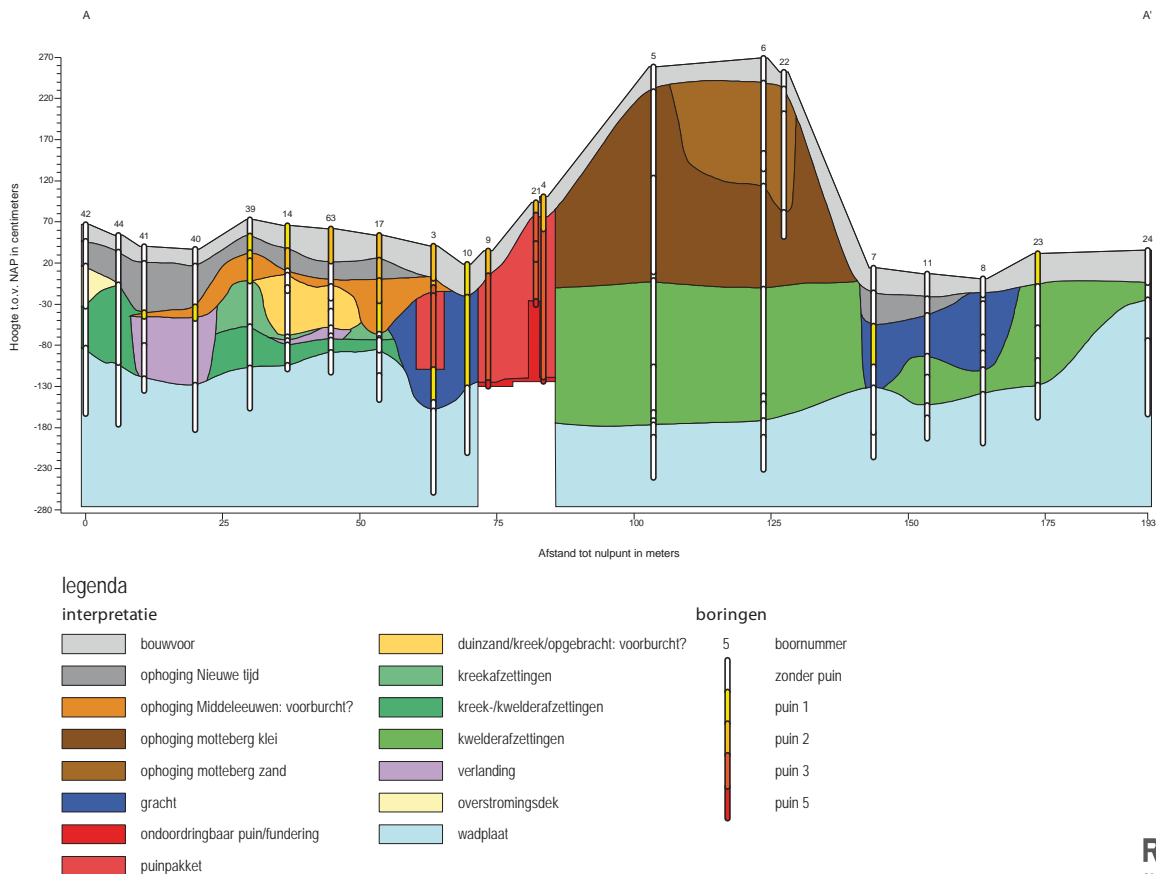 A A'
270
220
170
120
70
20
-30
-80
-130
-180
-230
-280
Hoogte t.o.v. NAP in centimeters
42 44 41 40 39 14 63 17 3 10 9 21 4 5 6 22 7 11 8 23 24
0 25 50 75 100 125 150 175 193
Afstand tot nulpunt in meters
legenda
interpretatie
bouwvoor
ophoging Nieuwe tijd
ophoging Middeleeuwen: voorburcht?
ophoging motteberg klei
ophoging motteberg zand
gracht
ondoordringbaar puin/fundering
puinpakket
duinzand/kreek/opgebracht: voorburcht?
kreekafzettingen
kreek-/kwelderafzettingen
kwelderafzettingen
verlanding
overstromingsdek
wadplaat
boringen
5 boornummer
zonder puin
puin 1
puin 2
puin 3
puin 5
R